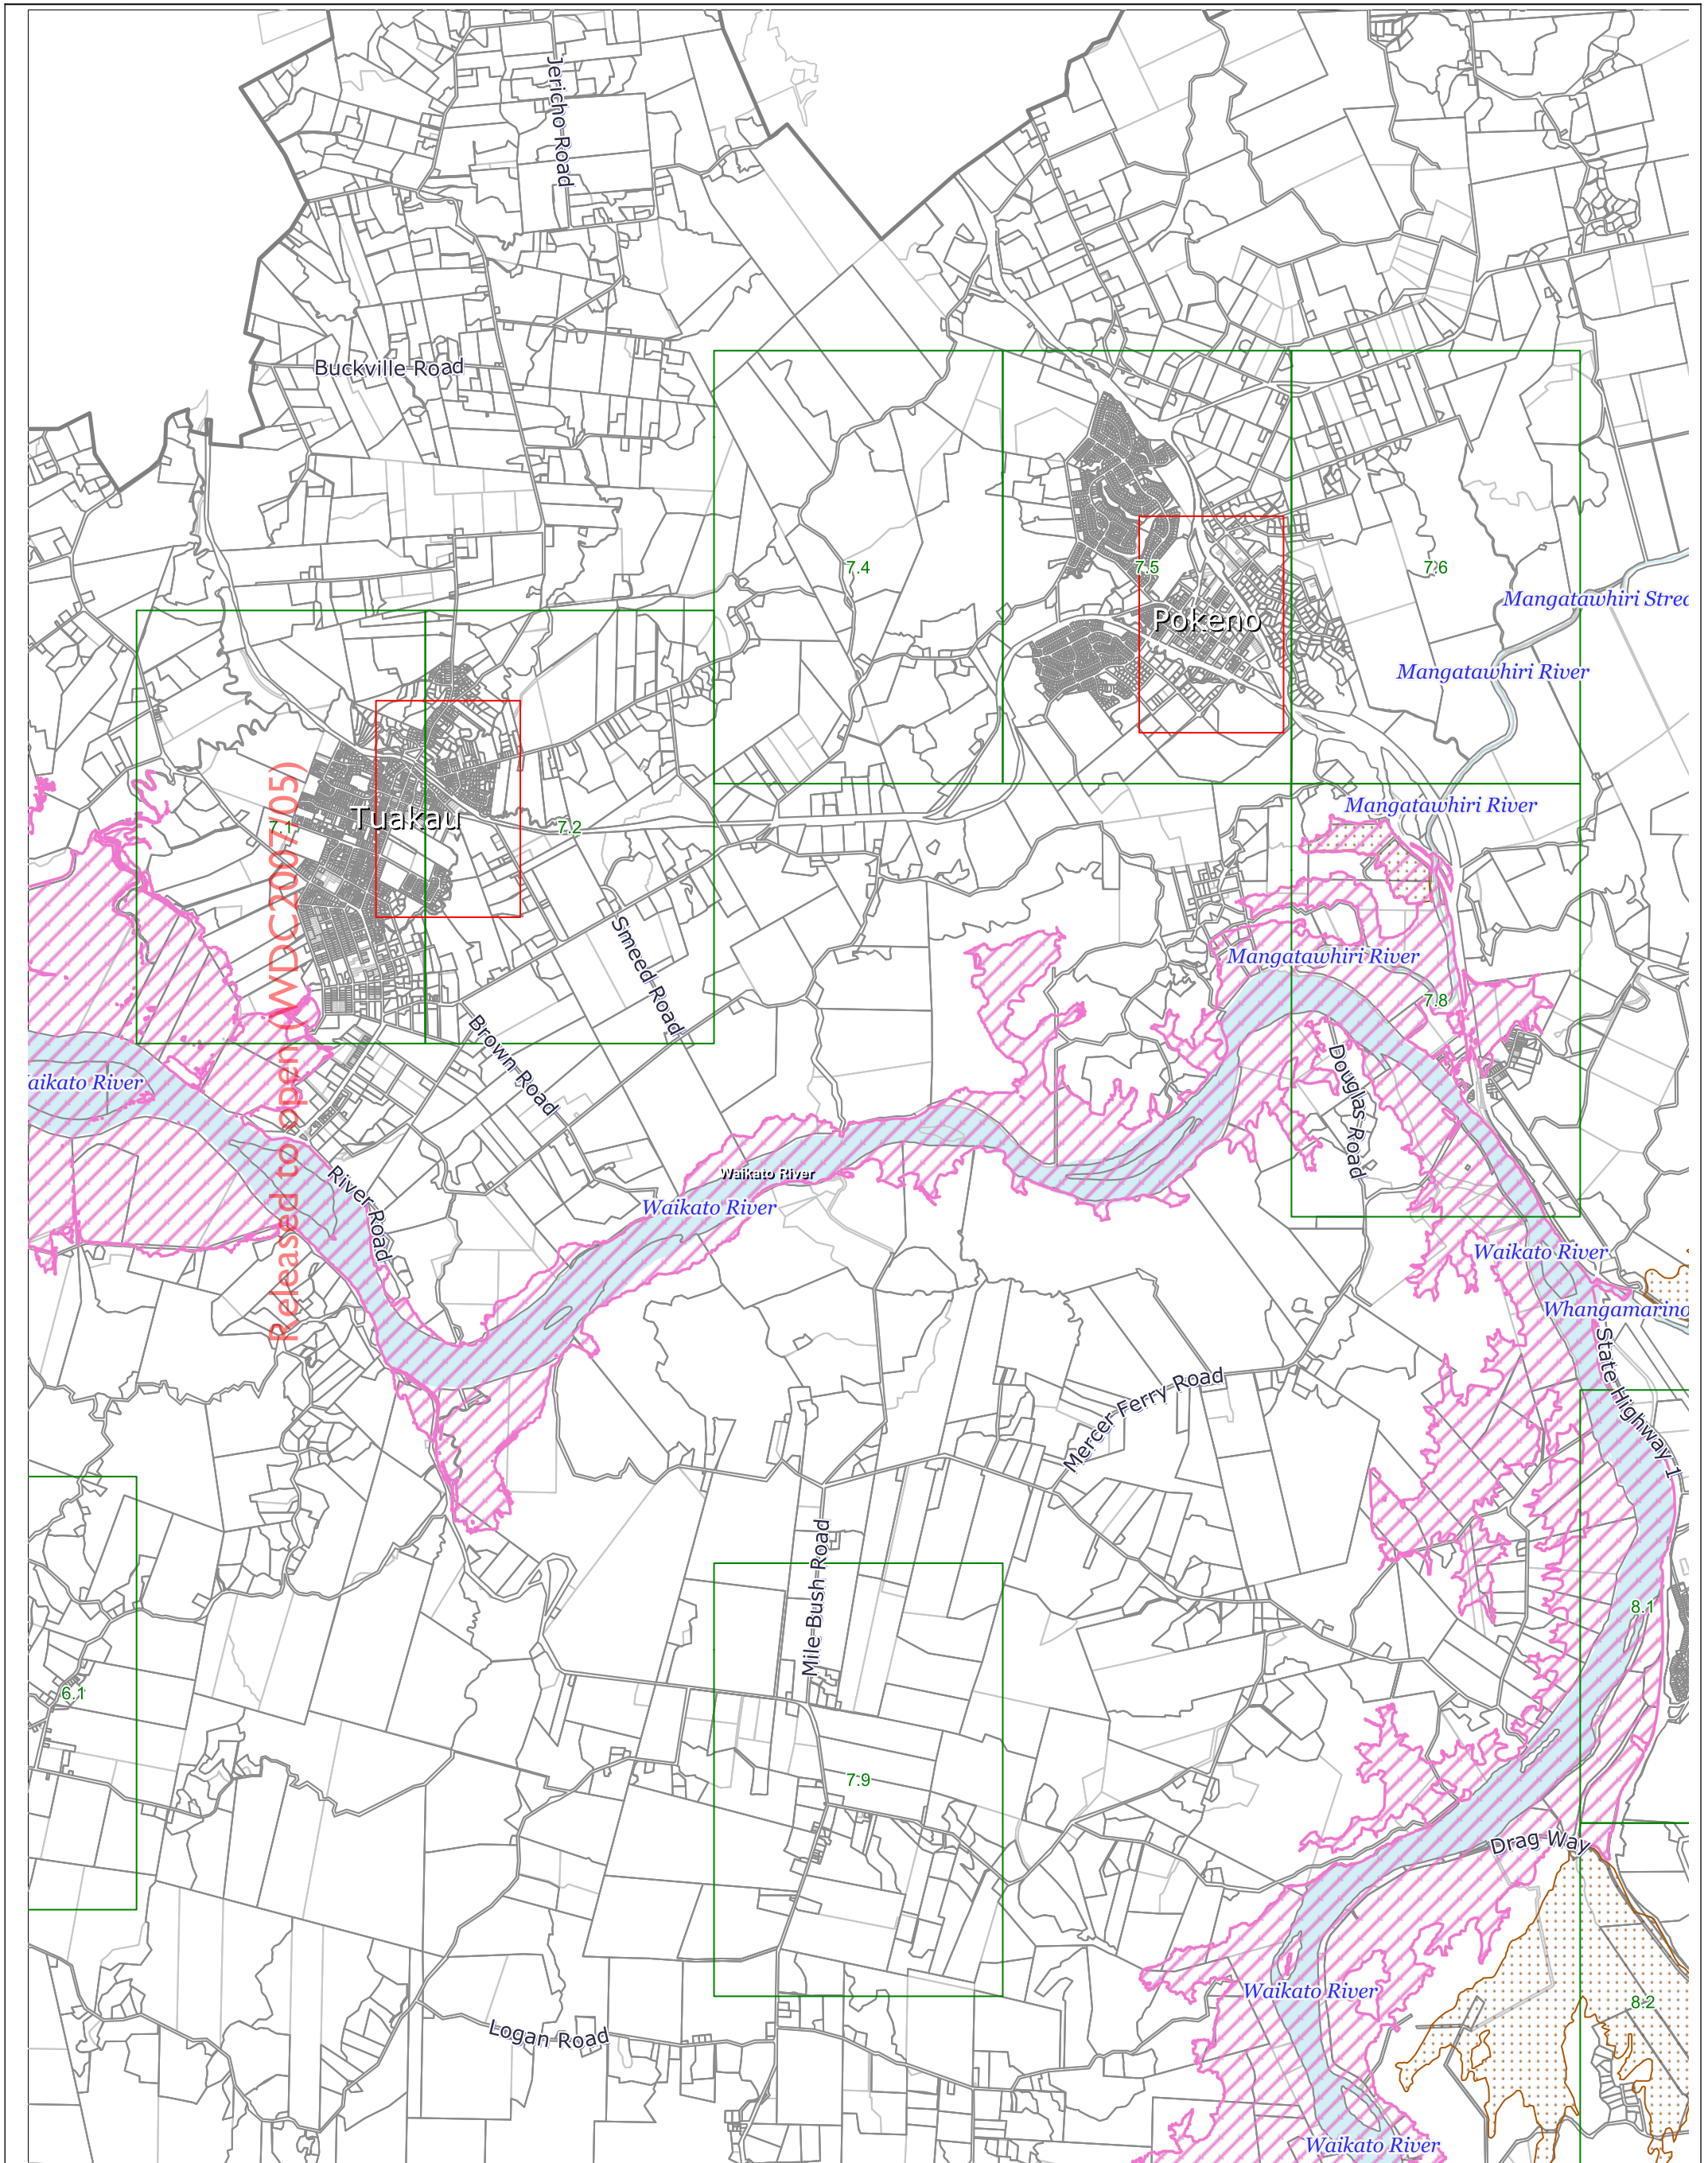 Jericho Road
Buckville Road
7.4
7.5
7.6
Mangatawhiri Strea
Pokeno
Mangatawhiri River
Mangatawhiri River
Tuakau
7.1
7.2
Released to open (WDC2007/05)
Smeed Road
Mangatawhiri River
7.8
Brown Road
Douglas Road
aikato River
Waikato River
River Road
Waikato River
Waikato River
Whangamarino
State Highway 1
Mercer Ferry Road
Mile Bush Road
8.1
6.1
7.9
Drag Way
Waikato River
8.2
Logan Road
Waikato River